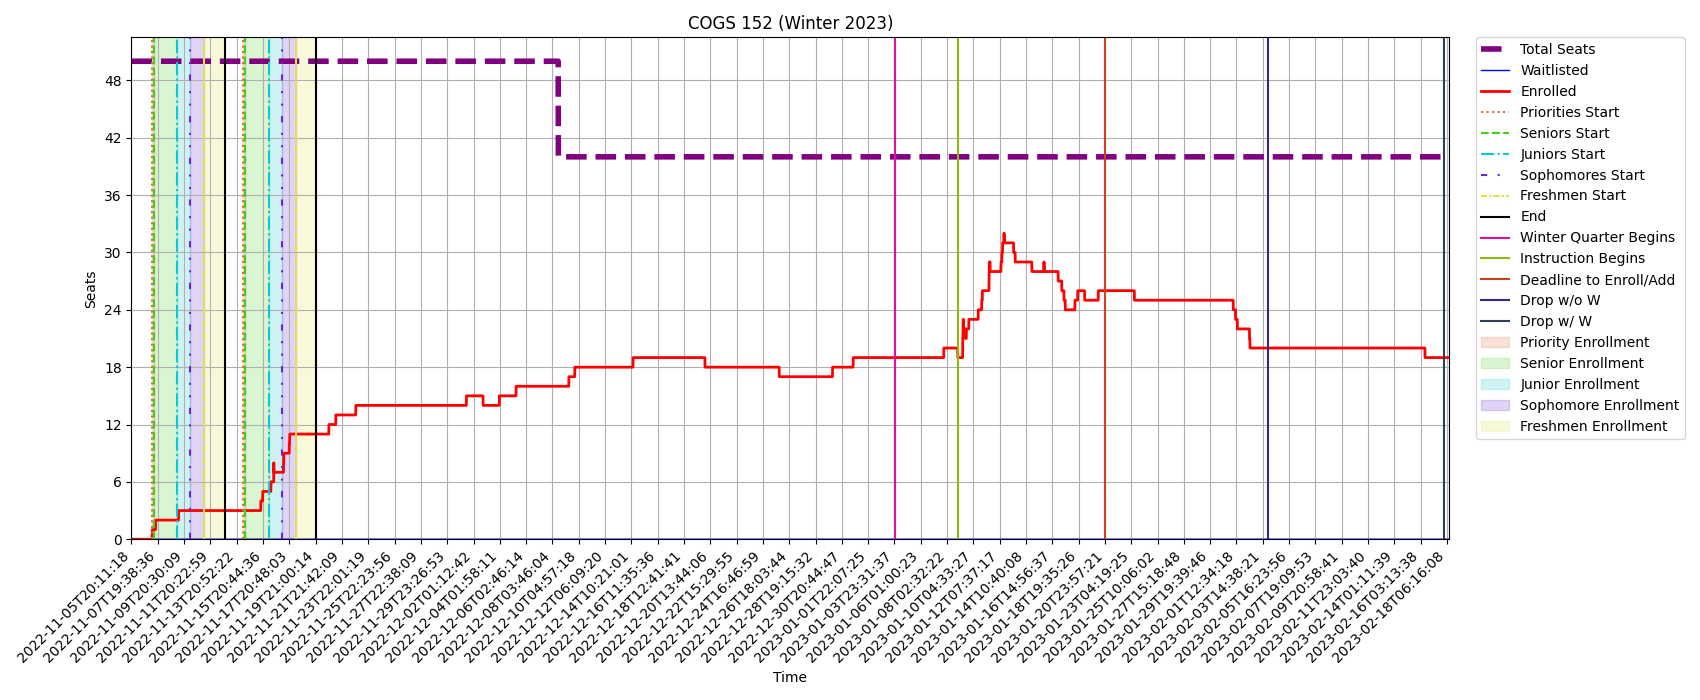 COGS 152 (Winter 2023)
Seats
48
42
36
30
24
18
12
6
0
2022-11-05T20:11:18
2022-11-07T19:38:36
2022-11-09T20:30:09
2022-11-11T20:22:59
2022-11-13T20:52:22
2022-11-15T20:44:36
2022-11-17T20:48:03
2022-11-19T21:00:14
2022-11-21T21:42:09
2022-11-23T22:01:19
2022-11-25T22:23:56
2022-11-27T22:38:09
2022-11-29T23:26:53
2022-12-02T01:12:42
2022-12-04T01:58:11
2022-12-06T02:46:14
2022-12-08T03:46:04
2022-12-10T04:57:18
2022-12-12T06:09:20
2022-12-14T10:21:01
2022-12-16T11:35:36
2022-12-18T12:41:41
2022-12-20T13:44:06
2022-12-22T15:29:55
2022-12-24T16:46:59
2022-12-26T18:03:44
2022-12-28T19:15:32
2022-12-30T20:44:47
2023-01-01T22:07:25
2023-01-03T23:31:37
2023-01-06T01:00:23
2023-01-08T02:32:22
2023-01-10T04:33:27
2023-01-12T07:37:17
2023-01-14T11:40:08
2023-01-16T14:56:37
2023-01-18T19:35:26
2023-01-20T23:57:21
2023-01-23T04:19:25
2023-01-25T10:06:02
2023-01-27T15:18:48
2023-01-29T19:39:46
2023-02-01T12:34:18
2023-02-03T14:38:21
2023-02-05T16:23:56
2023-02-07T19:09:53
2023-02-09T20:58:41
2023-02-11T23:03:40
2023-02-14T01:11:39
2023-02-16T03:13:38
2023-02-18T06:16:08
Time
Total Seats
Waitlisted
Enrolled
Priorities Start
Seniors Start
Juniors Start
Sophomores Start
Freshmen Start
End
Winter Quarter Begins
Instruction Begins
Deadline to Enroll/Add
Drop w/o W
Drop w/ W
Priority Enrollment
Senior Enrollment
Junior Enrollment
Sophomore Enrollment
Freshmen Enrollment